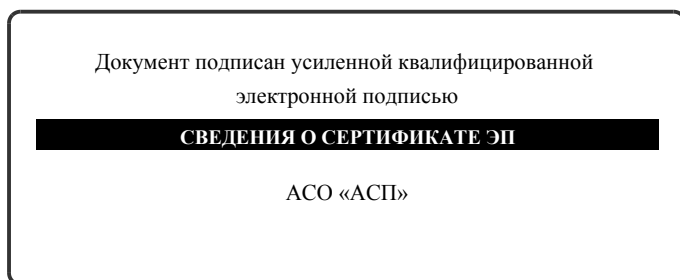 Документ подписан усиленной квалифицированной
электронной подписью
СВЕДЕНИЯ О СЕРТИФИКАТЕ ЭП
АСО «АСП»